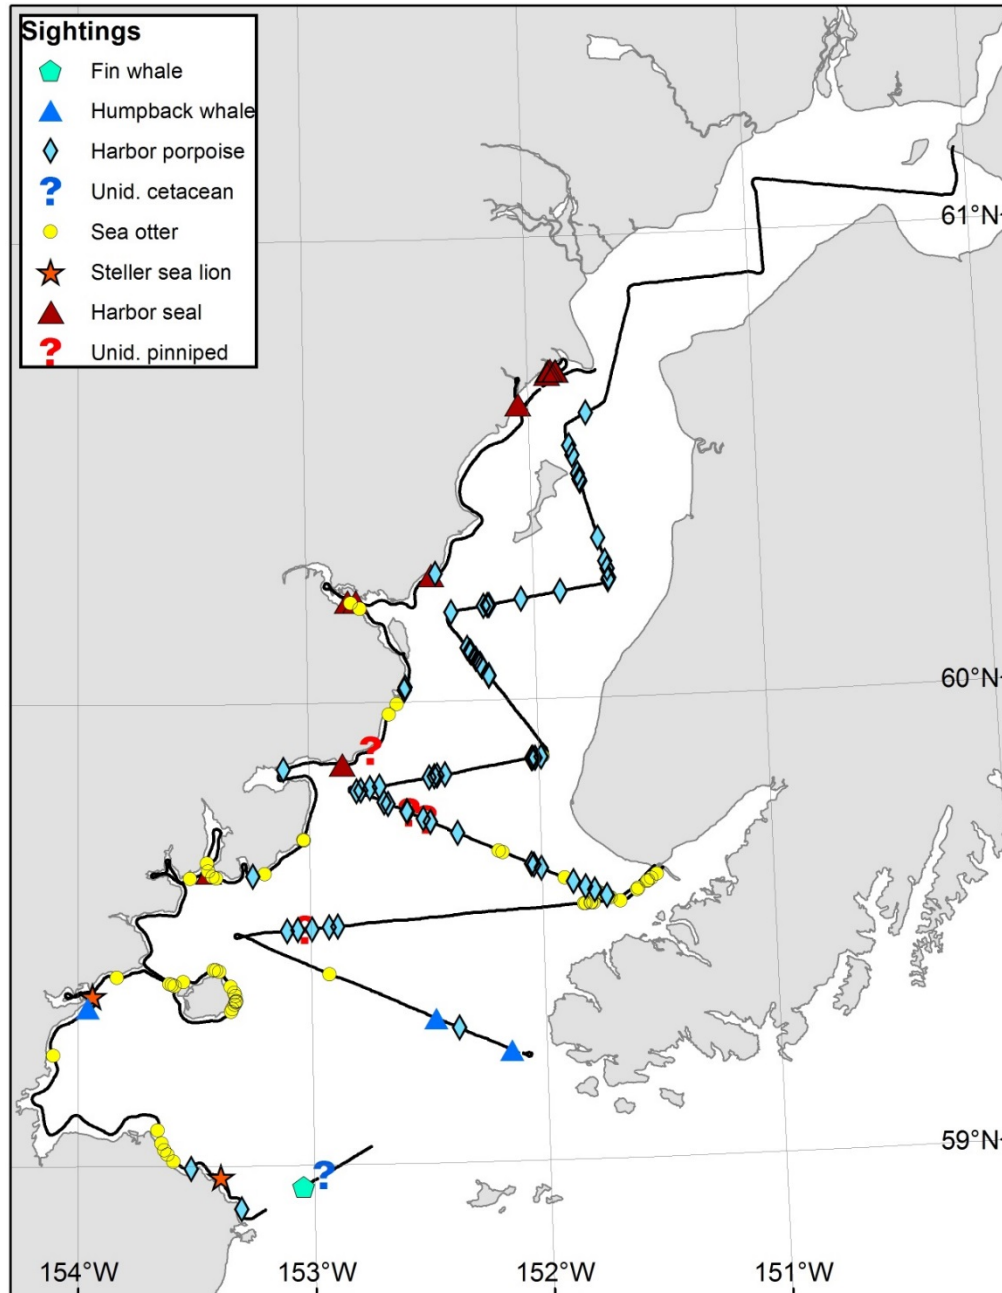 Sightings
Fin whale
Humpback whale
Harbor porpoise
? Unid. cetacean
Sea otter
Steller sea lion
Harbor seal
? Unid. pinniped
61°N
60°N
?
? ?
?
59°N
?
154°W 153°W 152°W 151°W